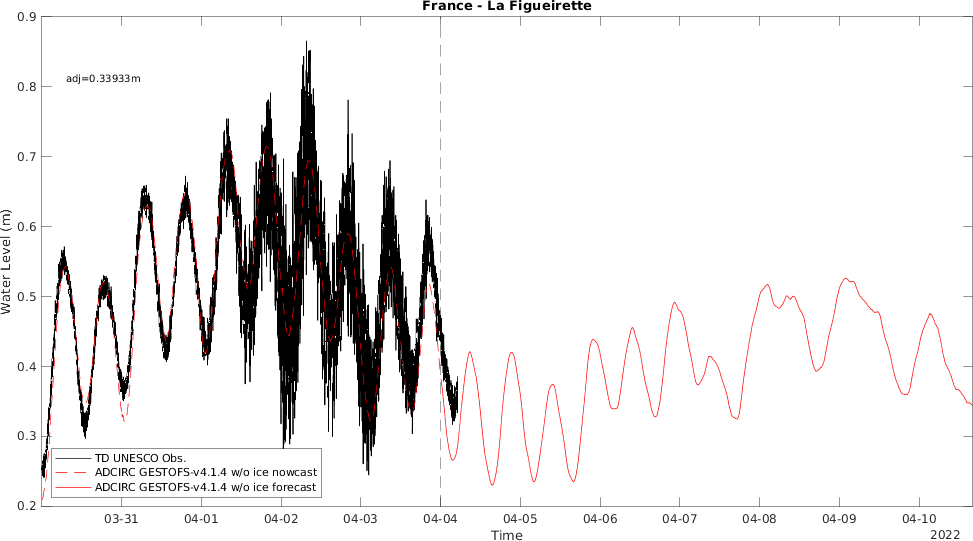 France - La Figueirette
0.9
0.8
0.7
0.6
0.5
0.4
0.3
0.2
Water Level (m)
adj=0.33933m
TD UNESCO Obs.
ADCIRC GESTOFS-v4.1.4 w/o ice nowcast
ADCIRC GESTOFS-v4.1.4 w/o ice forecast
03-31 04-01 04-02 04-03 04-04 04-05 04-06 04-07 04-08 04-09 04-10
Time
2022